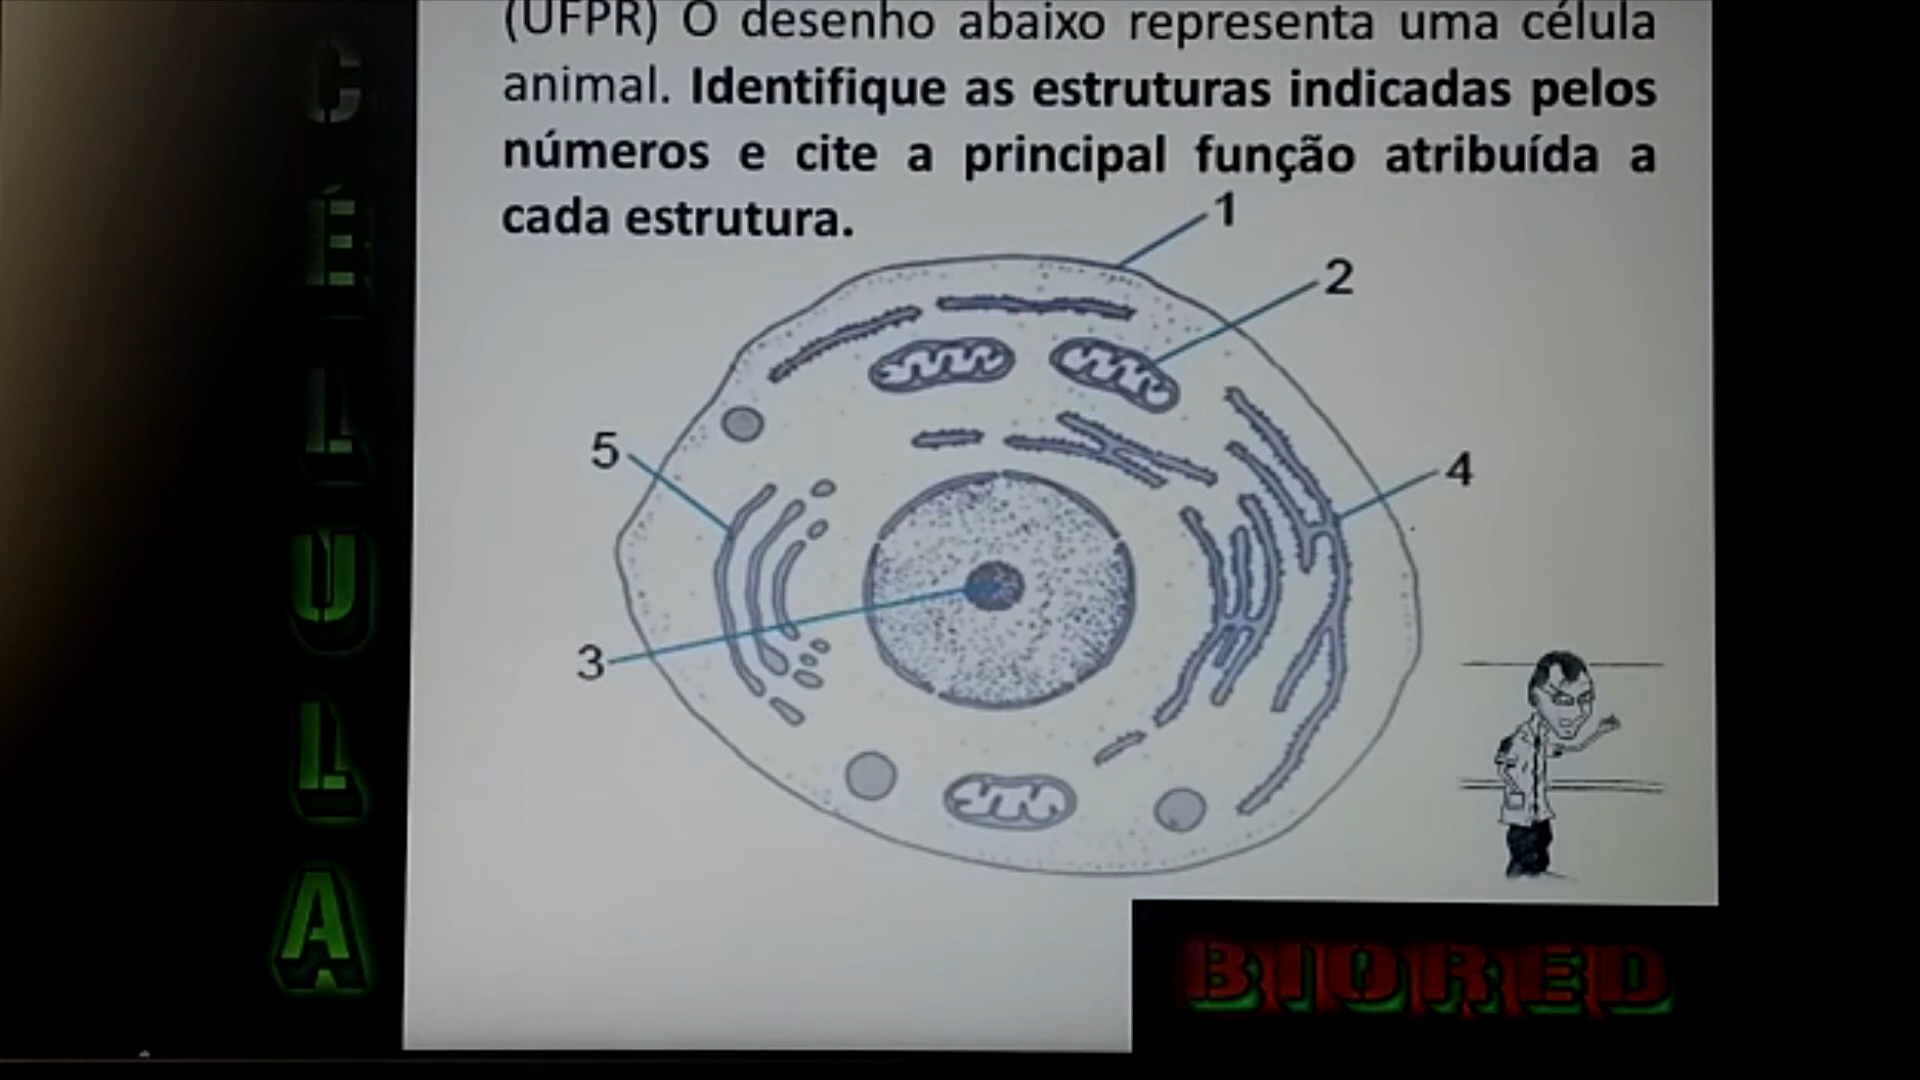 (UFPR) O desenho abaixo representa uma célula
animal. Identifique as estruturas indicadas pelos
números e cite a principal função atribuída a
cada estrutura.
1
2
5
4
3
CÉLULA
BIORED